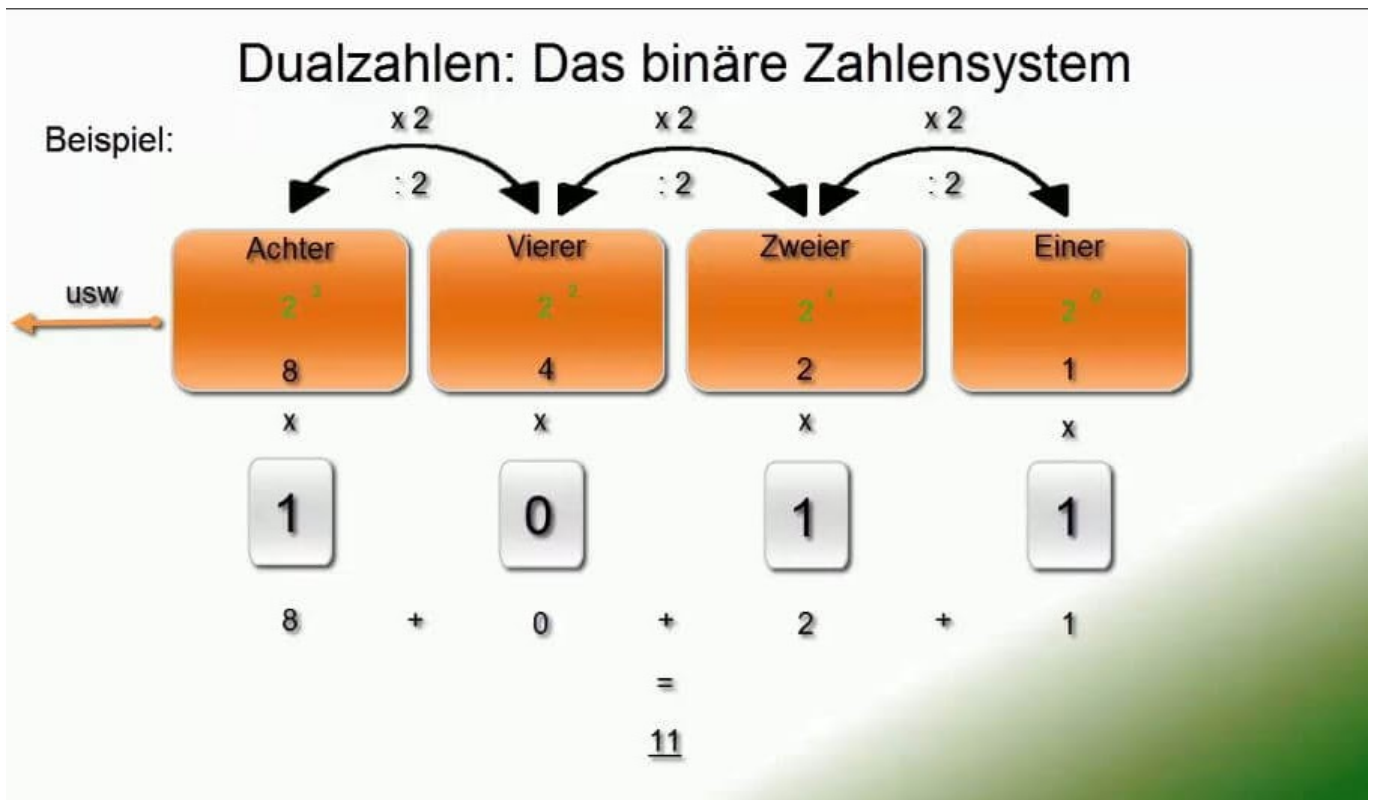 Dualzahlen: Das binäre Zahlensystem
Beispiel:
x 2 x 2 x 2
: 2 : 2 : 2
Achter Vierer Zweier Einer
usw
2³ 2² 2¹ 2⁰
8 4 2 1
x x x x
1 0 1 1
8 + 0 + 2 + 1
=
11